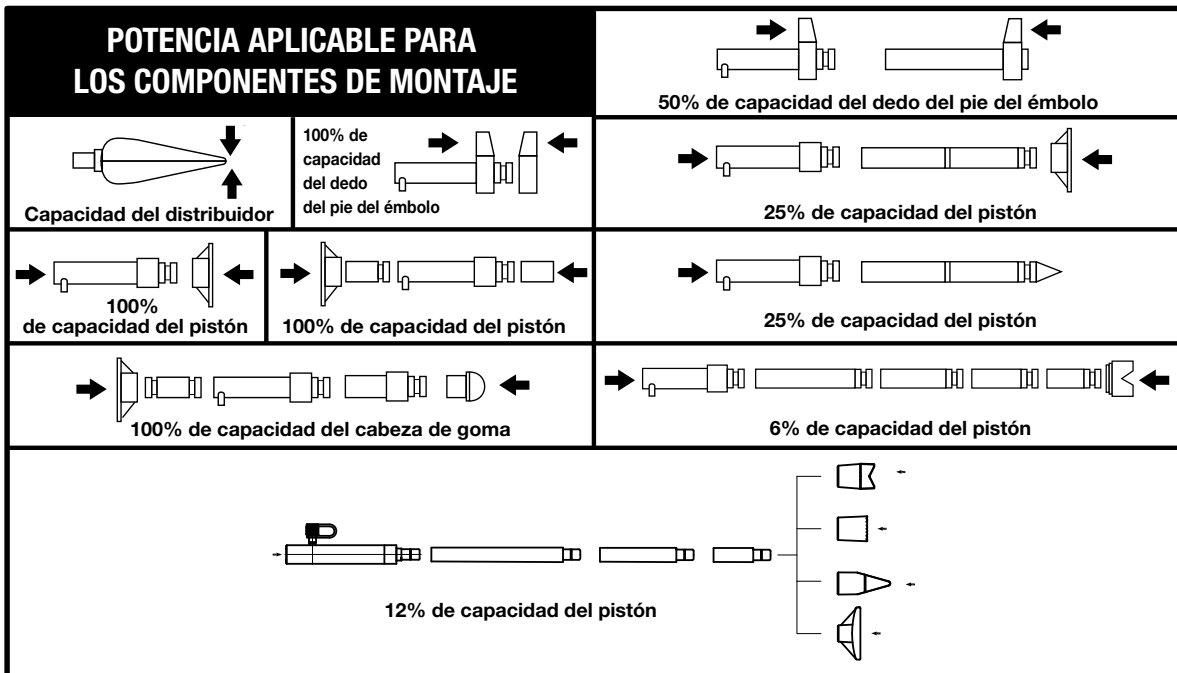 POTENCIA APLICABLE PARA
LOS COMPONENTES DE MONTAJE
50% de capacidad del dedo del pie del émbolo
Capacidad del distribuidor
100% de
capacidad
del dedo
del pie del émbolo
25% de capacidad del pistón
100%
de capacidad del pistón
100% de capacidad del pistón
25% de capacidad del pistón
100% de capacidad del cabeza de goma
6% de capacidad del pistón
12% de capacidad del pistón